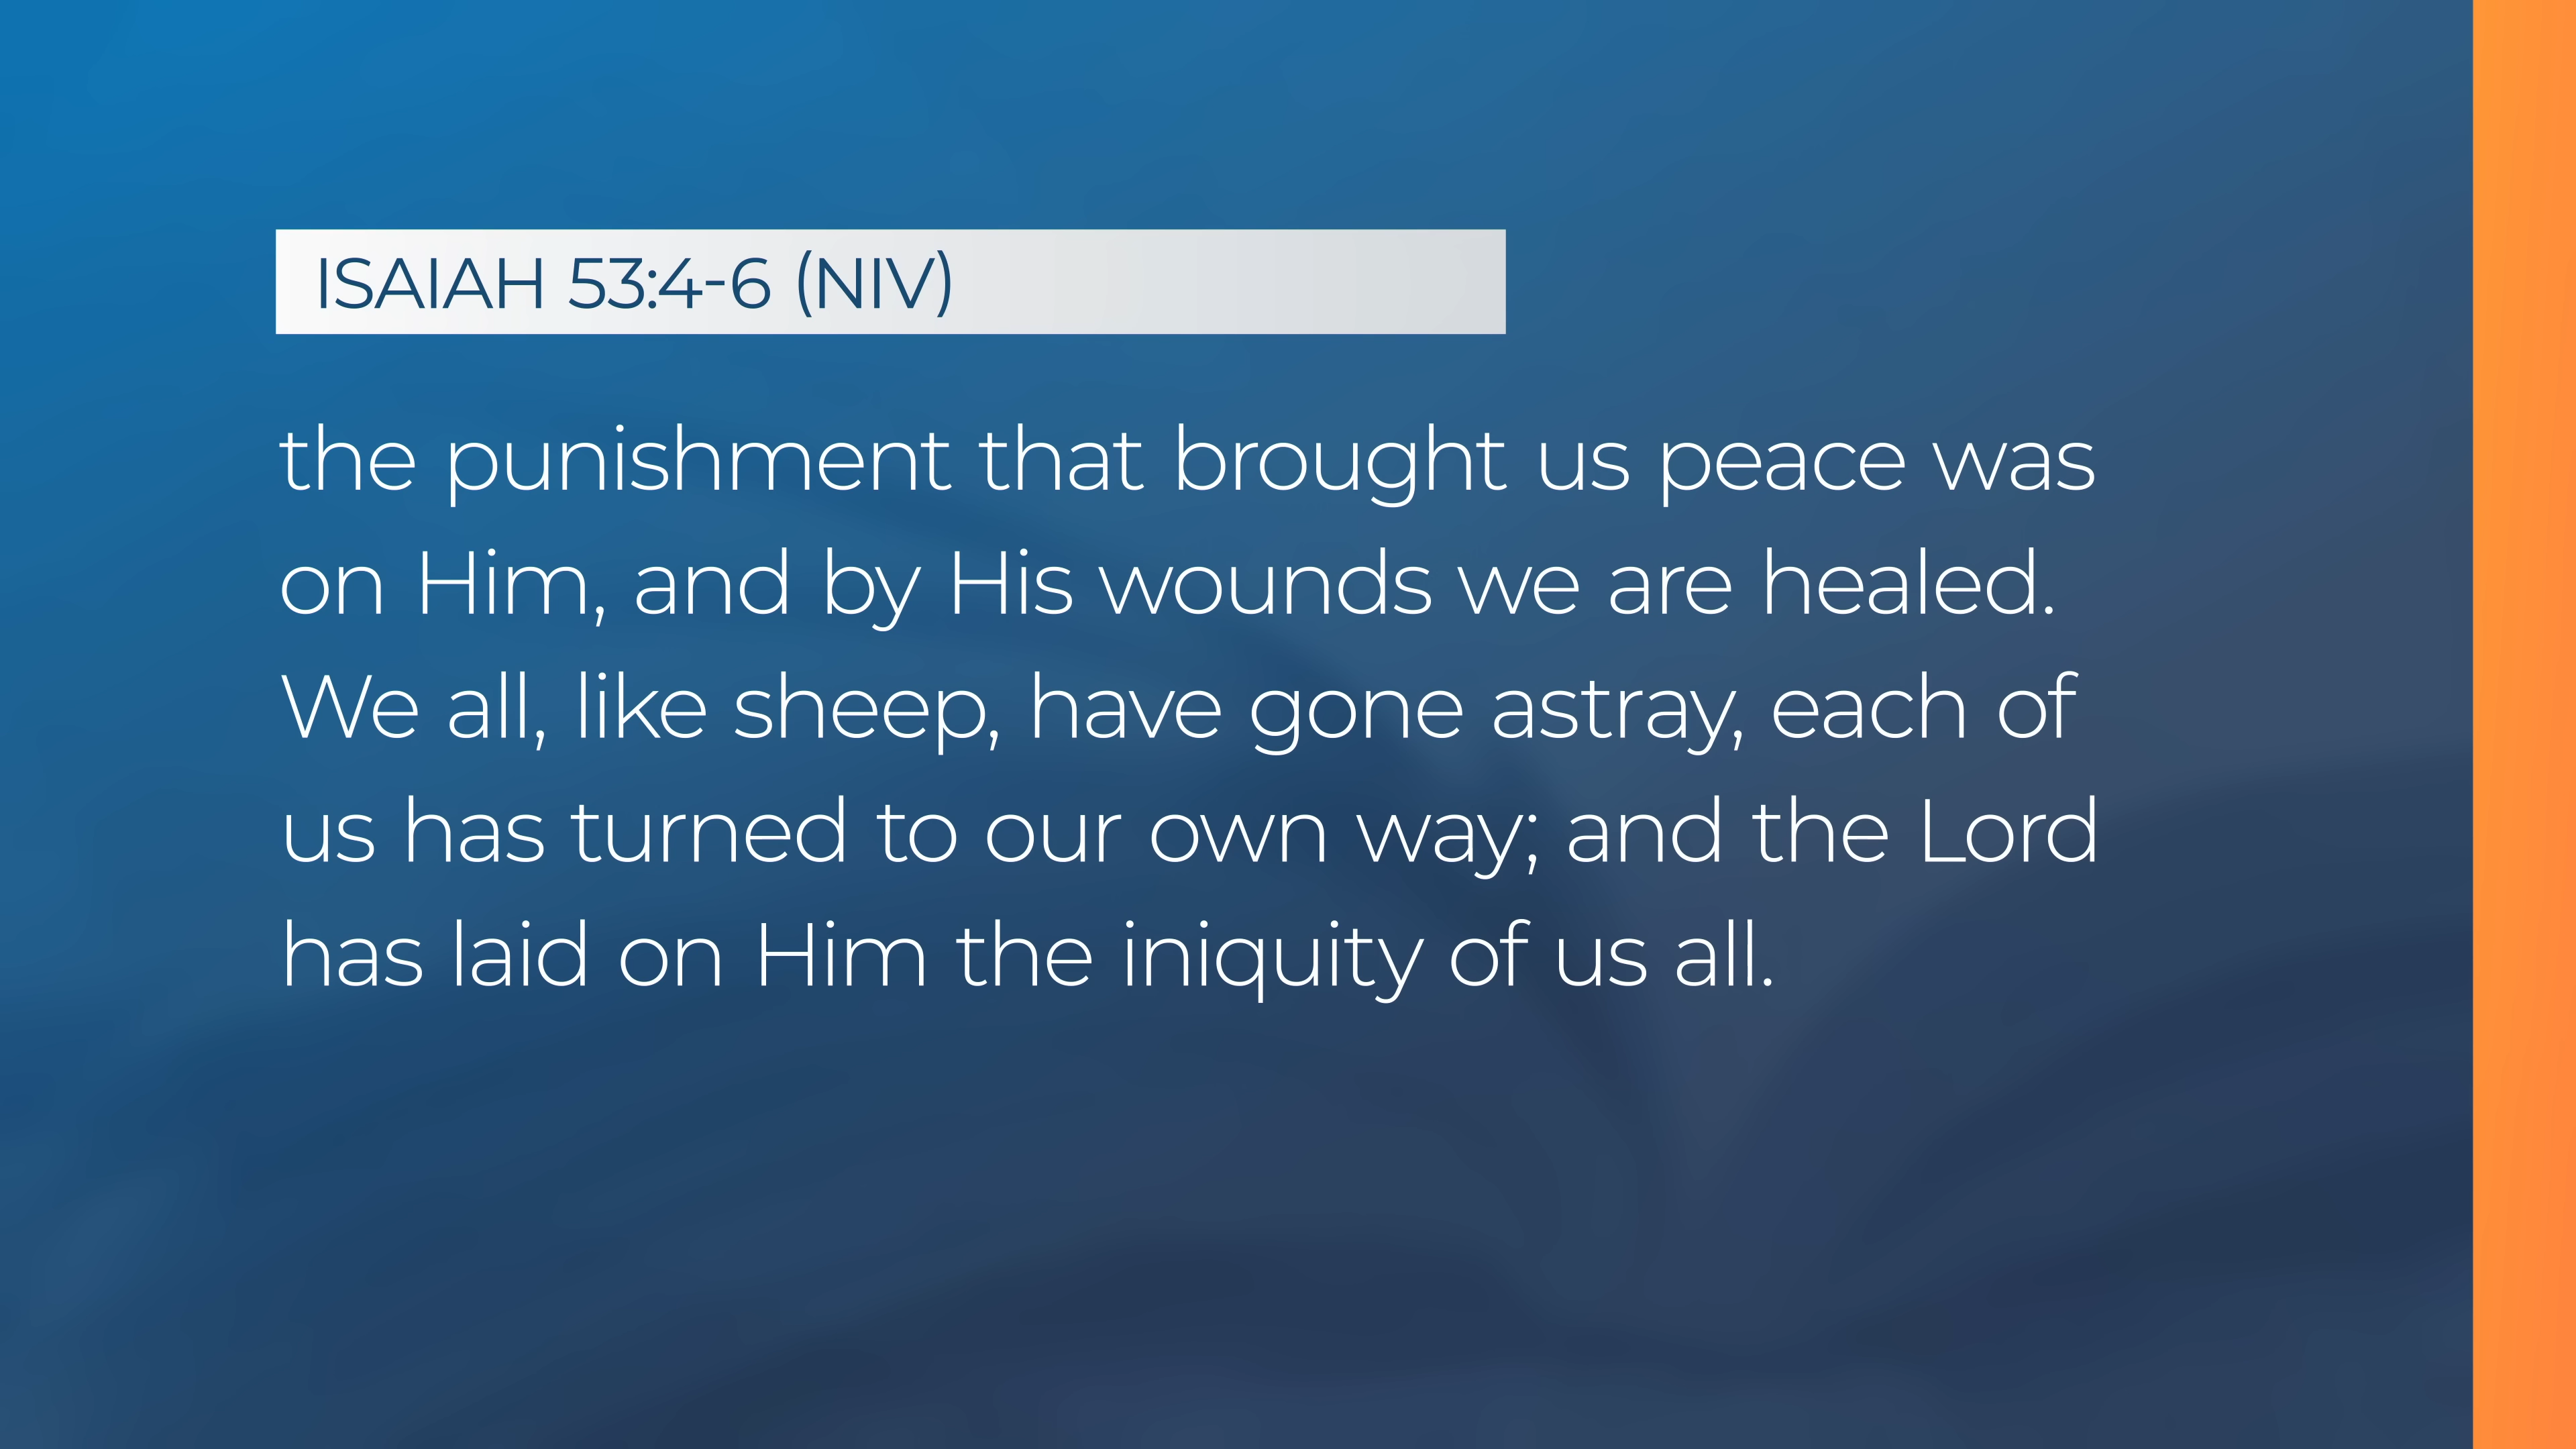 ISAIAH 53:4-6 (NIV)
the punishment that brought us peace was
on Him, and by His wounds we are healed.
We all, like sheep, have gone astray, each of
us has turned to our own way; and the Lord
has laid on Him the iniquity of us all.